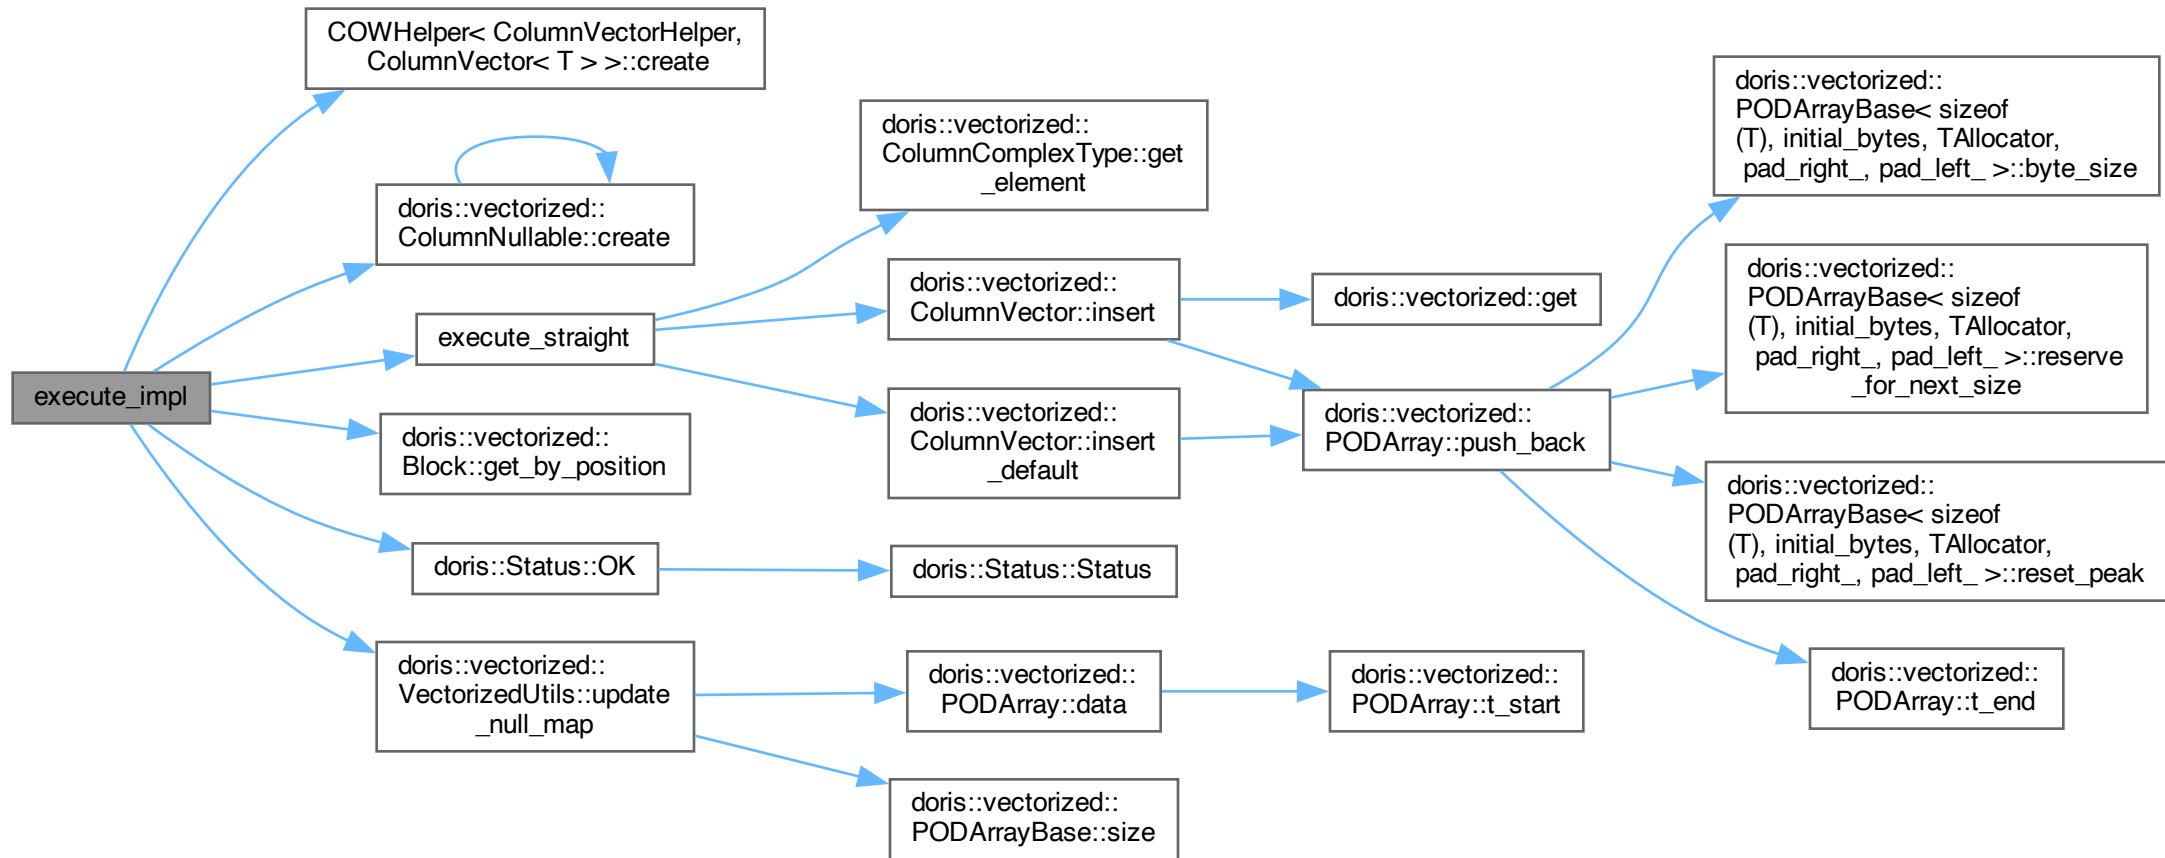 COWHelper< ColumnVectorHelper,
ColumnVector< T > >::create
doris::vectorized::
ColumnNullable::create
execute_straight
execute_impl
doris::vectorized::
Block::get_by_position
doris::Status::OK
doris::vectorized::
VectorizedUtils::update
_null_map
doris::vectorized::
ColumnComplexType::get
_element
doris::vectorized::
ColumnVector::insert
doris::vectorized::
ColumnVector::insert
_default
doris::Status::Status
doris::vectorized::
PODArray::data
doris::vectorized::
PODArrayBase::size
doris::vectorized::get
doris::vectorized::
PODArray::push_back
doris::vectorized::
PODArray::t_start
doris::vectorized::
PODArrayBase< sizeof
(T), initial_bytes, TAllocator,
pad_right_, pad_left_ >::byte_size
doris::vectorized::
PODArrayBase< sizeof
(T), initial_bytes, TAllocator,
pad_right_, pad_left_ >::reserve
_for_next_size
doris::vectorized::
PODArrayBase< sizeof
(T), initial_bytes, TAllocator,
pad_right_, pad_left_ >::reset_peak
doris::vectorized::
PODArray::t_end